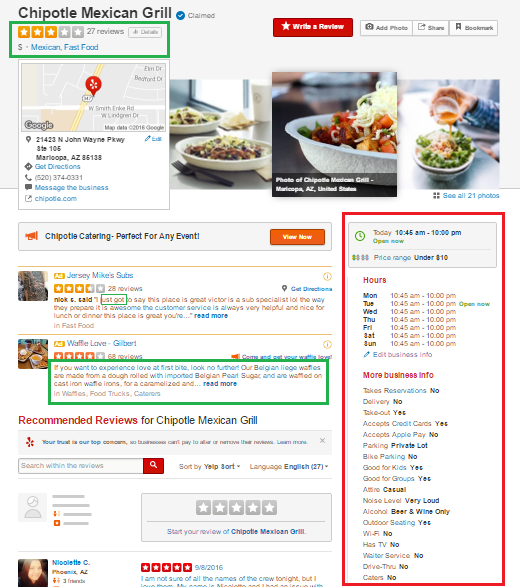 Chipotle Mexican Grill Claimed
27 reviews Details
$ · Mexican, Fast Food
Write a Review
Add Photo Share Bookmark
Elm Dr
Bedford Dr
347
W Smith Enke Rd
W Lindgren Dr
Google Map data ©2016 Google
21423 N John Wayne Pkwy Edit
Ste 105
Maricopa, AZ 85138
Get Directions
(520) 374-0331
Message the business
chipotle.com
Photo of Chipotle Mexican Grill -
Maricopa, AZ, United States
See all 21 photos
Chipotle Catering- Perfect For Any Event! View Now
Ad Jersey Mike's Subs
28 reviews Get Directions
nick s. said "I just got to say this place is great victor is a sub specialist lol the way
they prepare it is awesome the customer service is always very helpful and nice for
lunch or dinner this place is great you're…" read more
in Fast Food
Ad Waffle Love - Gilbert
68 reviews Come and get your waffle love!
If you want to experience love at first bite, look no further! Our Belgian liege waffles
are made from a dough rolled with imported Belgian Pearl Sugar, and are waffled on
cast iron waffle irons, for a caramelized and… read more
in Waffles, Food Trucks, Caterers
Recommended Reviews for Chipotle Mexican Grill
Your trust is our top concern, so businesses can't pay to alter or remove their reviews. Learn more. ×
Search within the reviews Sort by Yelp Sort Language English (27)
Start your review of Chipotle Mexican Grill.
Nicolette C.
Phoenix, AZ
3 friends
9/8/2016
I am not sure of all the names of the crew tonight, but I
Today 10:45 am - 10:00 pm
Open now
$$$$ Price range Under $10
Hours
Mon 10:45 am - 10:00 pm
Tue 10:45 am - 10:00 pm Open now
Wed 10:45 am - 10:00 pm
Thu 10:45 am - 10:00 pm
Fri 10:45 am - 10:00 pm
Sat 10:45 am - 10:00 pm
Sun 10:45 am - 10:00 pm
Edit business info
More business info
Takes Reservations No
Delivery No
Take-out Yes
Accepts Credit Cards Yes
Accepts Apple Pay No
Parking Private Lot
Bike Parking No
Good for Kids Yes
Good for Groups Yes
Attire Casual
Noise Level Very Loud
Alcohol Beer & Wine Only
Outdoor Seating Yes
Wi-Fi No
Has TV No
Waiter Service No
Drive-Thru No
Caters No